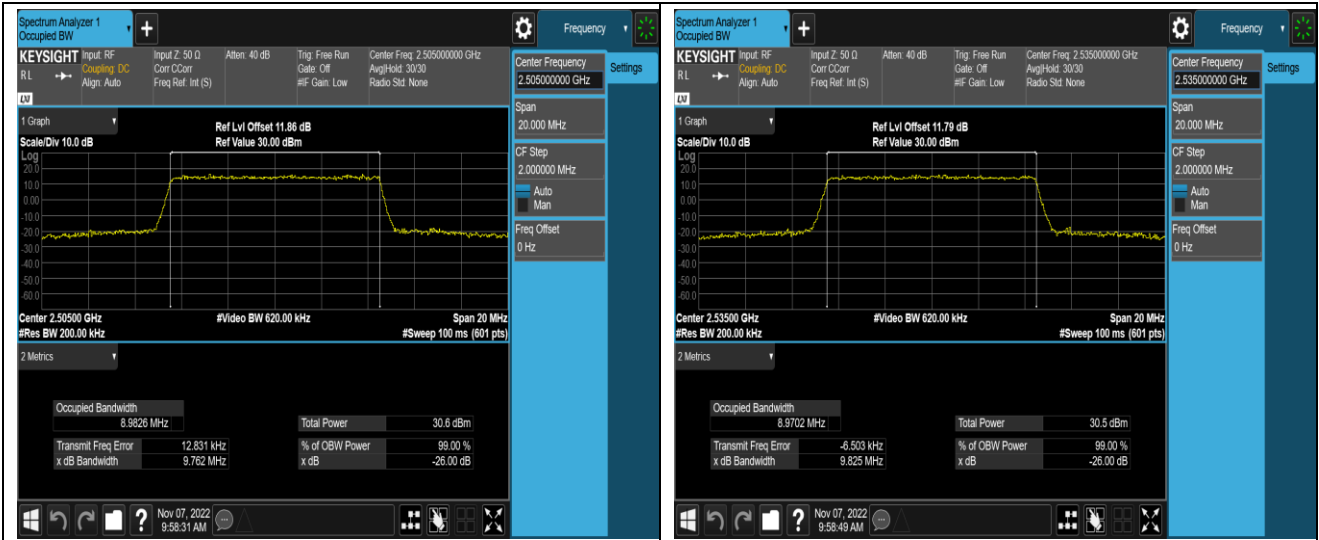 Spectrum Analyzer 1
Occupied BW
+
Frequency
KEYSIGHT Input: RF Input Z: 50 Ω Atten: 40 dB Trig: Free Run Center Freq: 2.505000000 GHz
RL Coupling: DC Corr CCorr Gate: Off Avg|Hold: 30/30
Align: Auto Freq Ref: Int (S) #IF Gain: Low Radio Std: None
LXI
Center Frequency
2.505000000 GHz
Settings
Span
20.000 MHz
CF Step
2.000000 MHz
Auto
Man
Freq Offset
0 Hz
1 Graph
Ref Lvl Offset 11.86 dB
Scale/Div 10.0 dB Ref Value 30.00 dBm
Log
20.0
10.0
0.00
-10.0
-20.0
-30.0
-40.0
-50.0
-60.0
Center 2.50500 GHz #Video BW 620.00 kHz Span 20 MHz
#Res BW 200.00 kHz #Sweep 100 ms (601 pts)
2 Metrics
Occupied Bandwidth
8.9826 MHz Total Power 30.6 dBm
Transmit Freq Error 12.831 kHz % of OBW Power 99.00 %
x dB Bandwidth 9.762 MHz x dB -26.00 dB
? Nov 07, 2022
9:58:31 AM
Spectrum Analyzer 1
Occupied BW
+
Frequency
KEYSIGHT Input: RF Input Z: 50 Ω Atten: 40 dB Trig: Free Run Center Freq: 2.535000000 GHz
RL Coupling: DC Corr CCorr Gate: Off Avg|Hold: 30/30
Align: Auto Freq Ref: Int (S) #IF Gain: Low Radio Std: None
LXI
Center Frequency
2.535000000 GHz
Settings
Span
20.000 MHz
CF Step
2.000000 MHz
Auto
Man
Freq Offset
0 Hz
1 Graph
Ref Lvl Offset 11.79 dB
Scale/Div 10.0 dB Ref Value 30.00 dBm
Log
20.0
10.0
0.00
-10.0
-20.0
-30.0
-40.0
-50.0
-60.0
Center 2.53500 GHz #Video BW 620.00 kHz Span 20 MHz
#Res BW 200.00 kHz #Sweep 100 ms (601 pts)
2 Metrics
Occupied Bandwidth
8.9702 MHz Total Power 30.5 dBm
Transmit Freq Error -6.503 kHz % of OBW Power 99.00 %
x dB Bandwidth 9.825 MHz x dB -26.00 dB
? Nov 07, 2022
9:58:49 AM